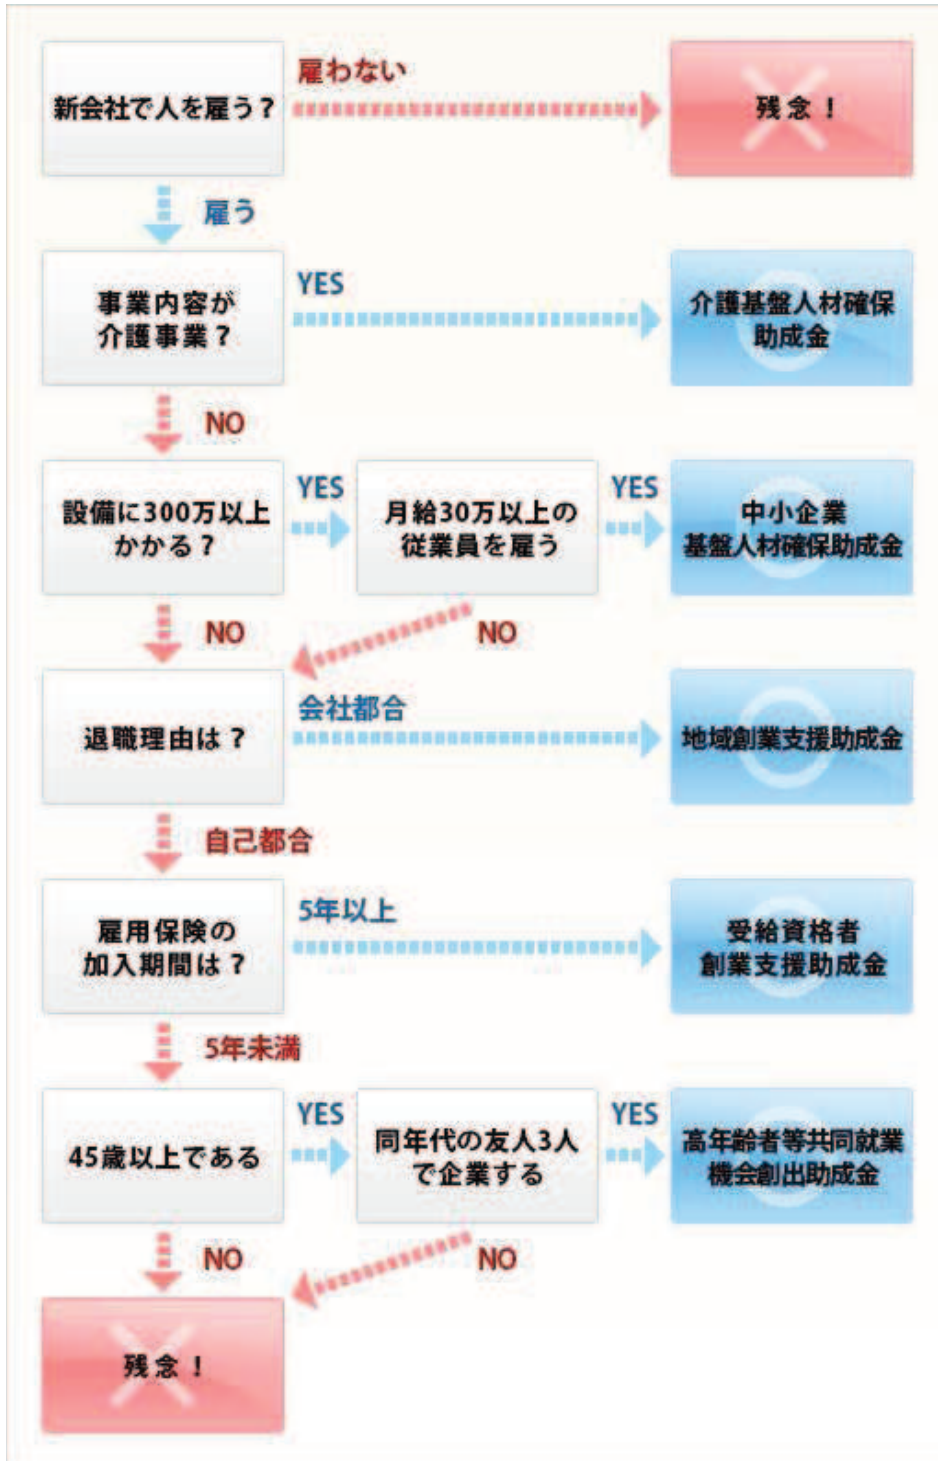 雇わない
新会社で人を雇う？
残念！
雇う
YES
事業内容が
介護事業？
介護基盤人材確保
助成金
NO
YES
YES
設備に300万以上
かかる？
月給30万以上の
従業員を雇う
中小企業
基盤人材確保助成金
NO
NO
会社都合
退職理由は？
地域創業支援助成金
自己都合
5年以上
雇用保険の
加入期間は？
受給資格者
創業支援助成金
5年未満
YES
YES
45歳以上である
同年代の友人3人
で企業する
高年齢者等共同就業
機会創出助成金
NO
NO
残念！